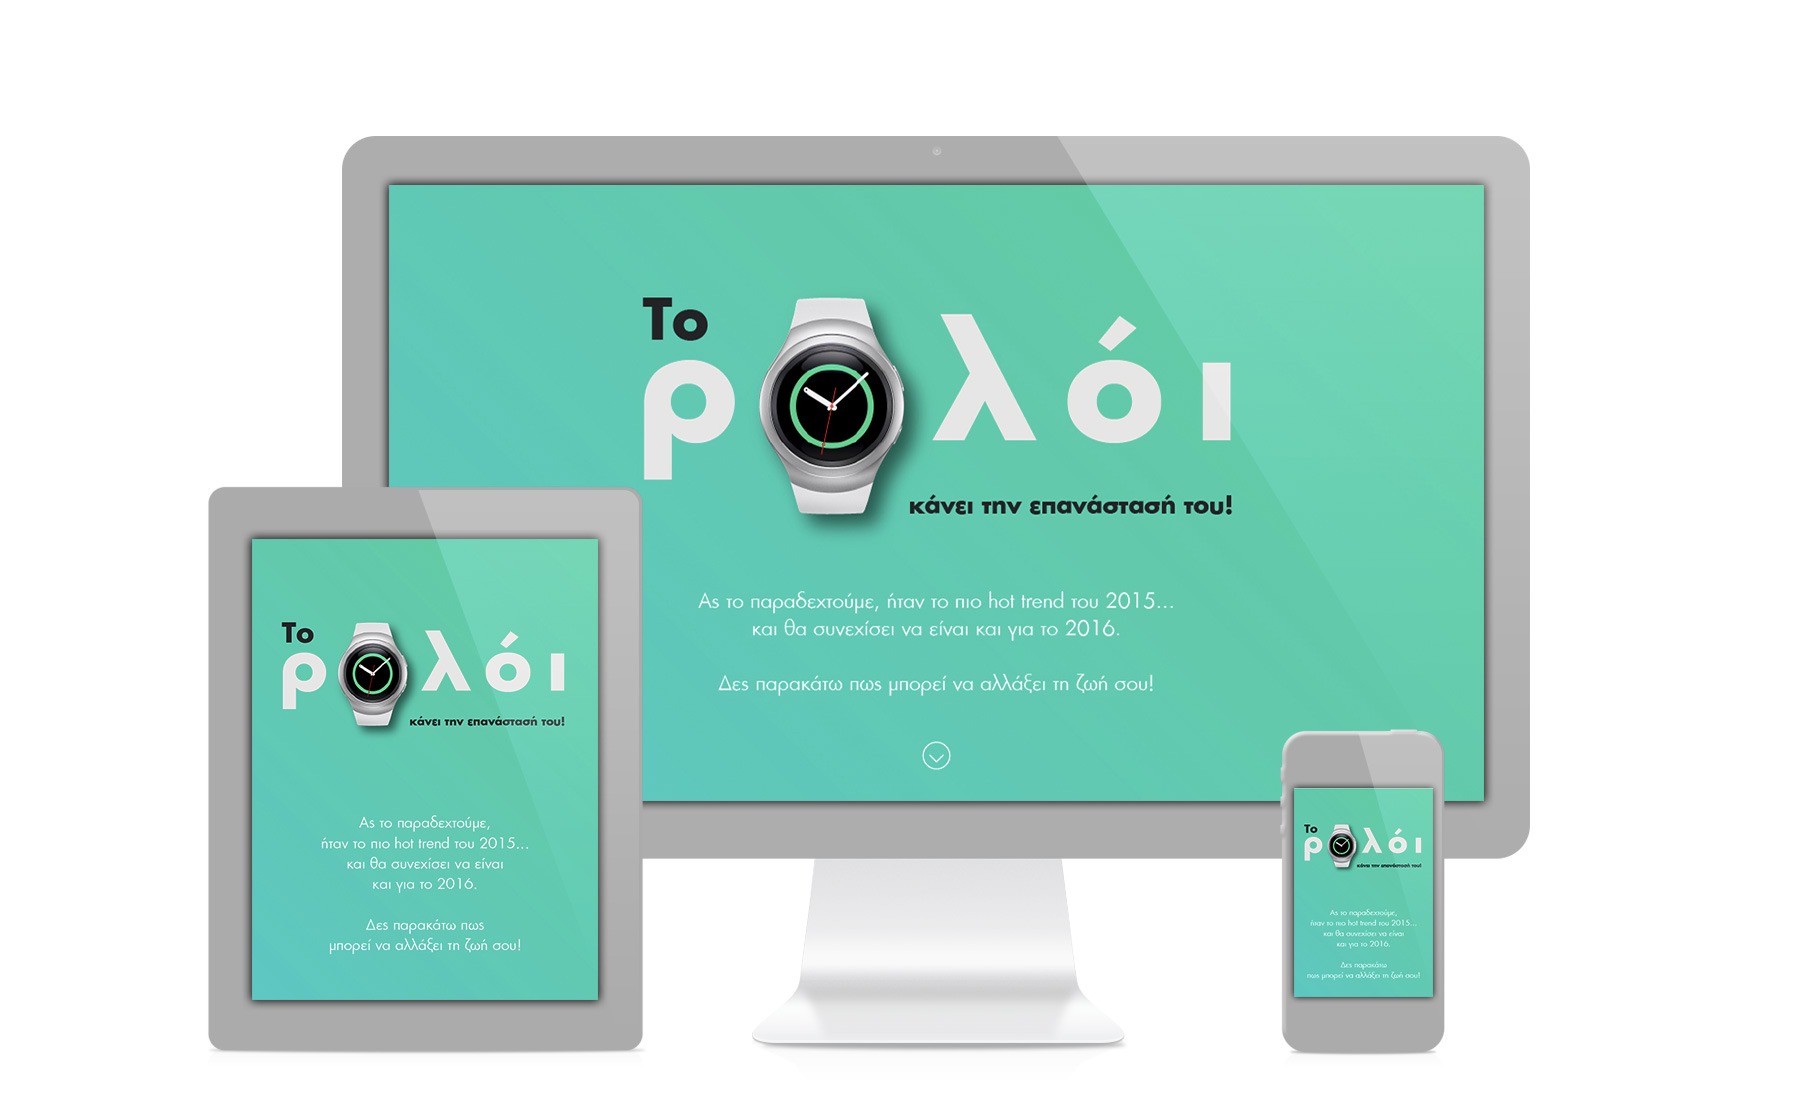 Το
ρολόι
κάνει την επανάστασή του!
Ας το παραδεχτούμε, ήταν το πιο hot trend του 2015...
και θα συνεχίσει να είναι και για το 2016.
Δες παρακάτω πως μπορεί να αλλάξει τη ζωή σου!
Το
ρολόι
κάνει την επανάστασή του!
Ας το παραδεχτούμε,
ήταν το πιο hot trend του 2015...
και θα συνεχίσει να είναι
και για το 2016.
Δες παρακάτω πως
μπορεί να αλλάξει τη ζωή σου!
Το
ρολόι
κάνει την επανάστασή του!
Ας το παραδεχτούμε,
ήταν το πιο hot trend του 2015...
και θα συνεχίσει να είναι
και για το 2016.
Δες παρακάτω
πως μπορεί να αλλάξει τη ζωή σου!